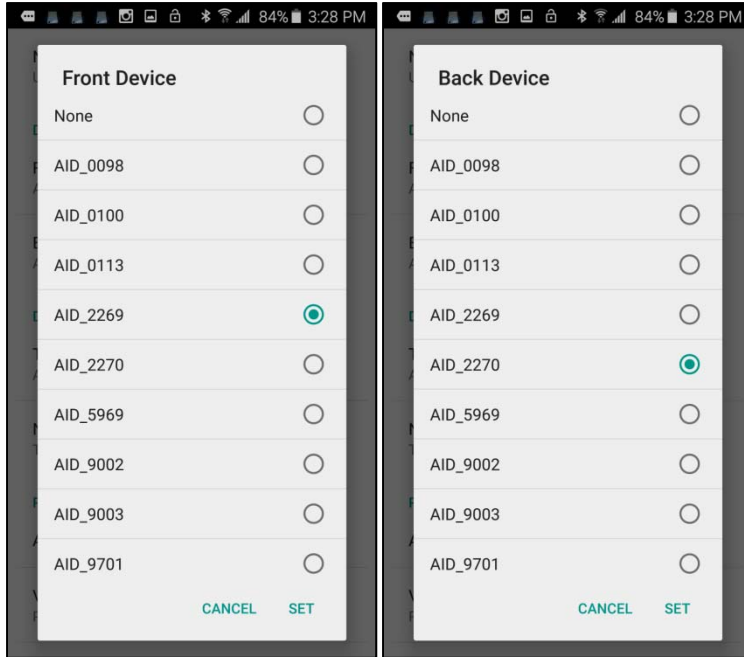 84% 3:28 PM
Front Device
None
AID_0098
AID_0100
AID_0113
AID_2269
AID_2270
AID_5969
AID_9002
AID_9003
AID_9701
CANCEL SET
84% 3:28 PM
Back Device
None
AID_0098
AID_0100
AID_0113
AID_2269
AID_2270
AID_5969
AID_9002
AID_9003
AID_9701
CANCEL SET